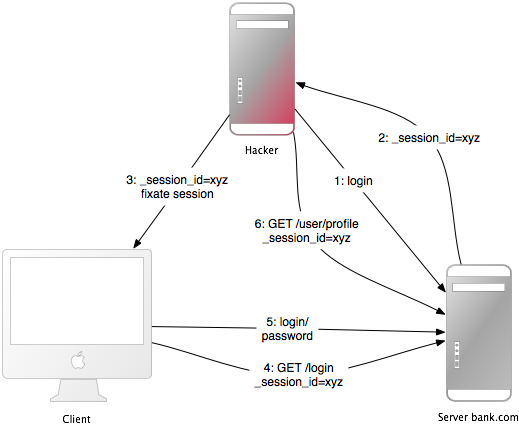 Hacker
2: _session_id=xyz
3: _session_id=xyz
fixate session
1: login
6: GET /user/profile
_session_id=xyz
5: login/
password
4: GET /login
_session_id=xyz
Client
Server bank.com